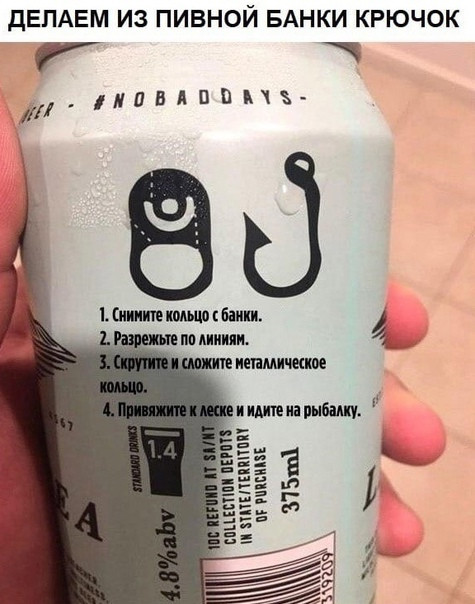 ДЕЛАЕМ ИЗ ПИВНОЙ БАНКИ КРЮЧОК
BEER - #NOBADDAYS-
1. Снимите кольцо с банки.
2. Разрежьте по линиям.
3. Скрутите и сложите металлическое
кольцо.
4. Привяжите к леске и идите на рыбалку.
STANDARD DRINKS
1.4
4.8%abv
10C REFUND AT SA/NT
COLLECTION DEPOTS
IN STATE/TERRITORY
OF PURCHASE
375ml
319209